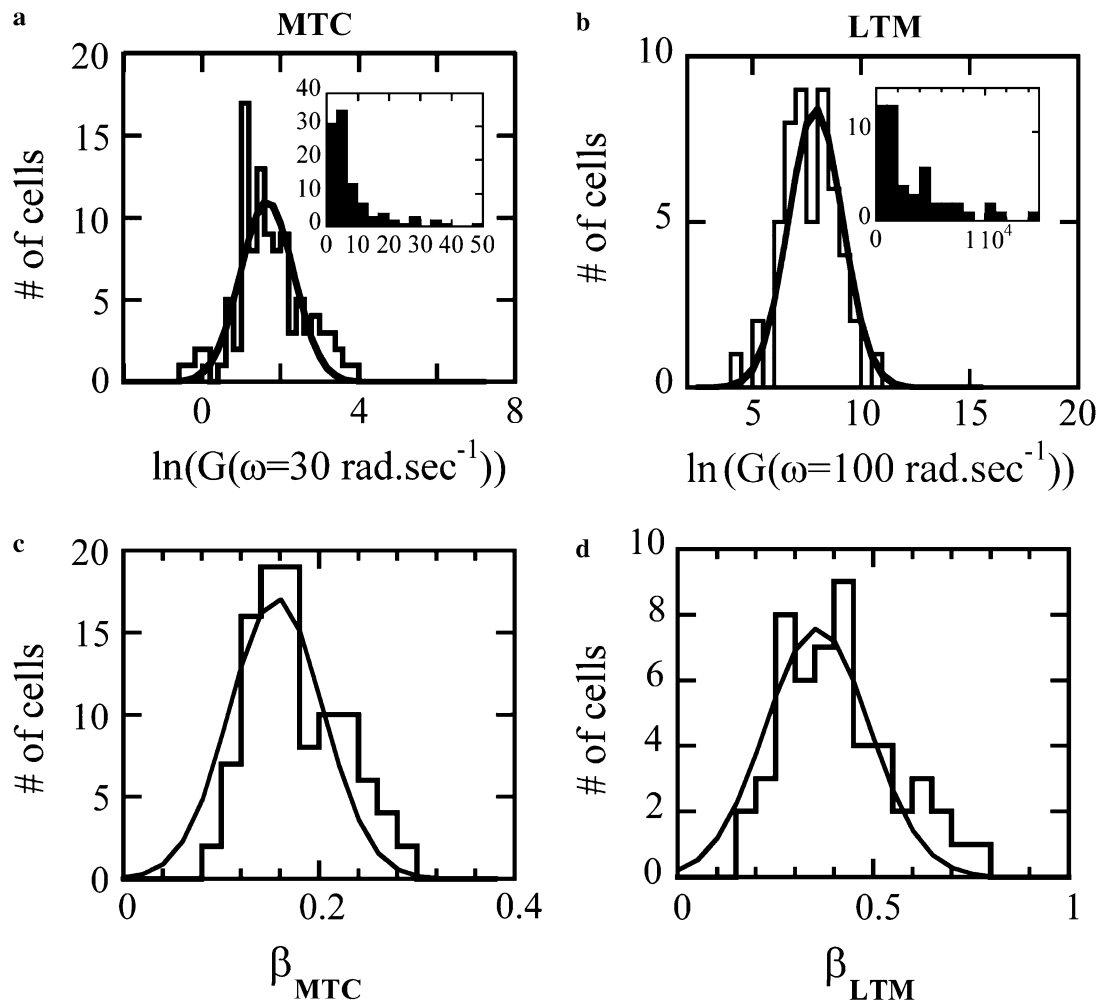 a MTC
20
15
10
5
0
# of cells
0 4 8
ln(G(ω=30 rad.sec⁻¹))
40
30
20
10
0
0 10 20 30 40 50
b LTM
10
5
0
# of cells
5 10 15 20
ln(G(ω=100 rad.sec⁻¹))
10
0
0 1 10⁴
c
20
15
10
5
0
# of cells
0 0.2 0.4
β MTC
d
10
8
6
4
2
0
# of cells
0 0.5 1
β LTM